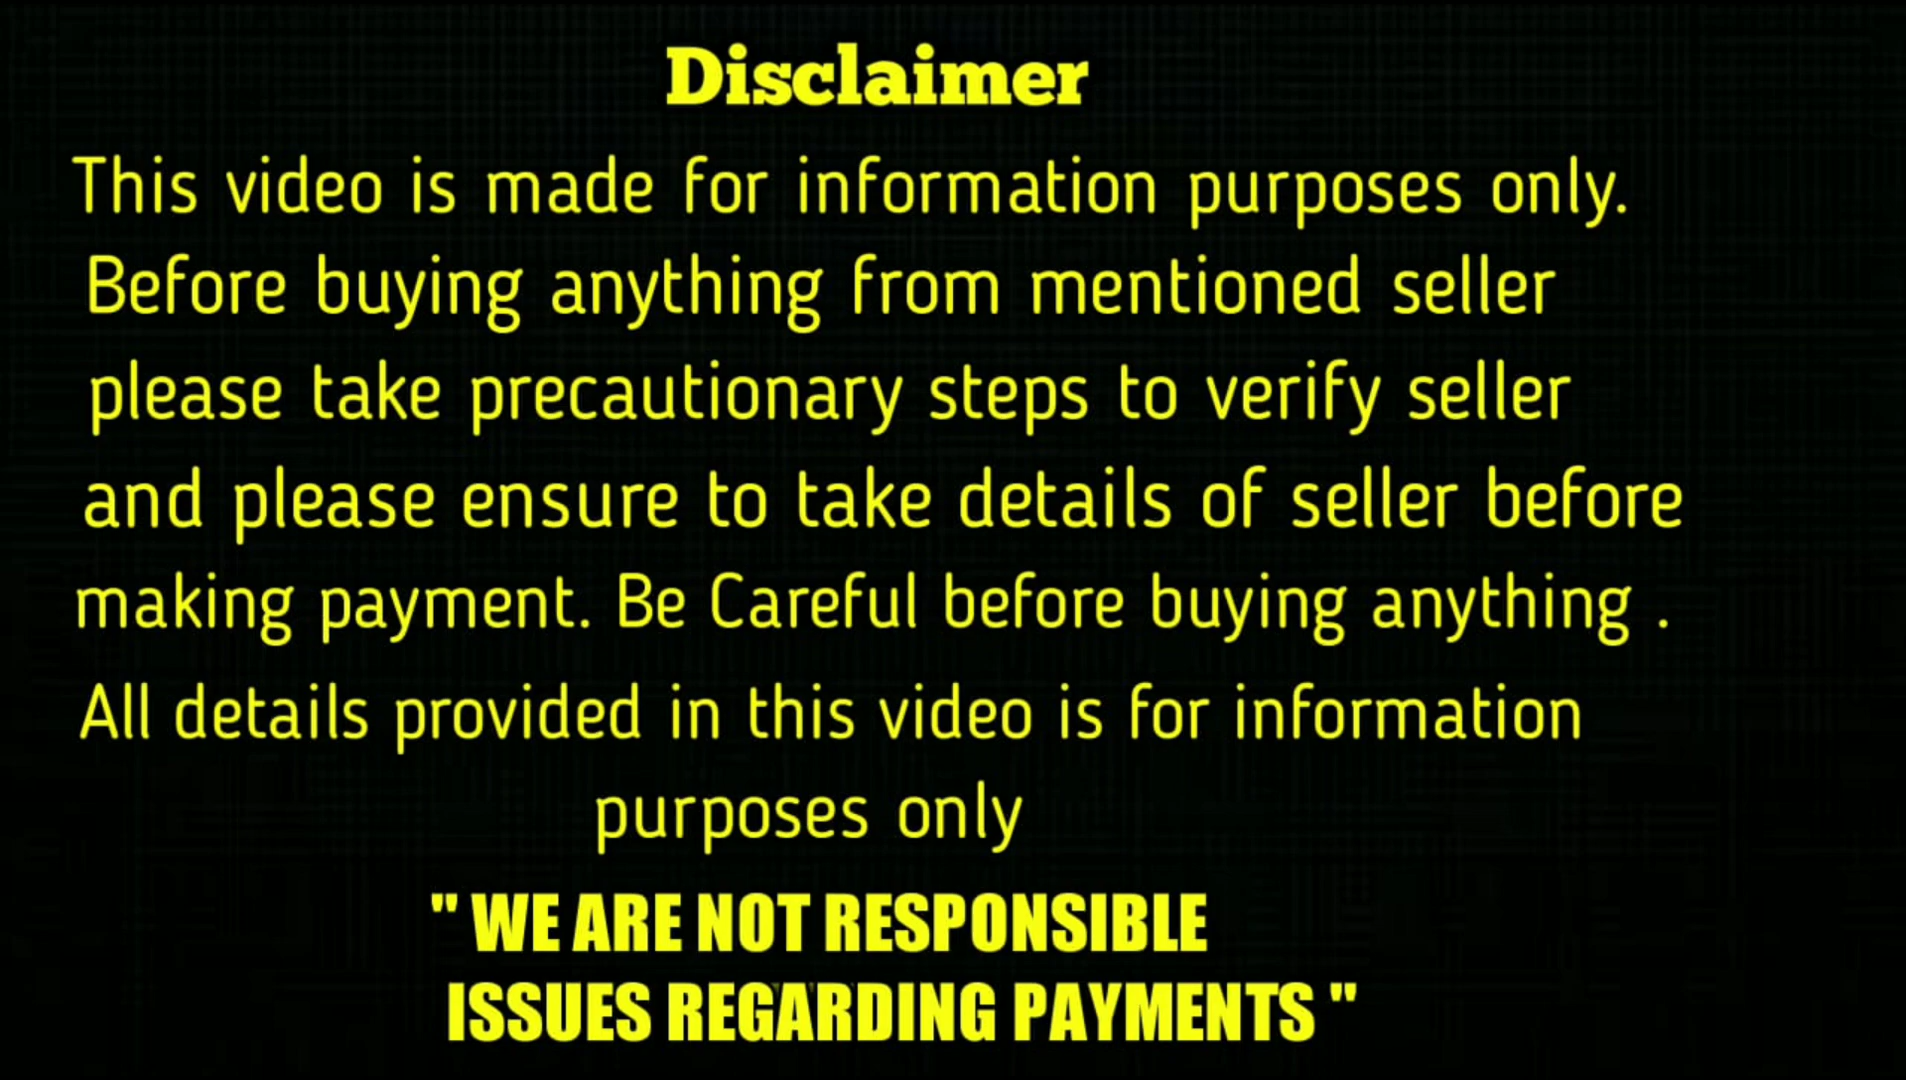 Disclaimer
This video is made for information purposes only.
Before buying anything from mentioned seller
please take precautionary steps to verify seller
and please ensure to take details of seller before
making payment. Be Careful before buying anything .
All details provided in this video is for information
purposes only
" WE ARE NOT RESPONSIBLE
ISSUES REGARDING PAYMENTS "